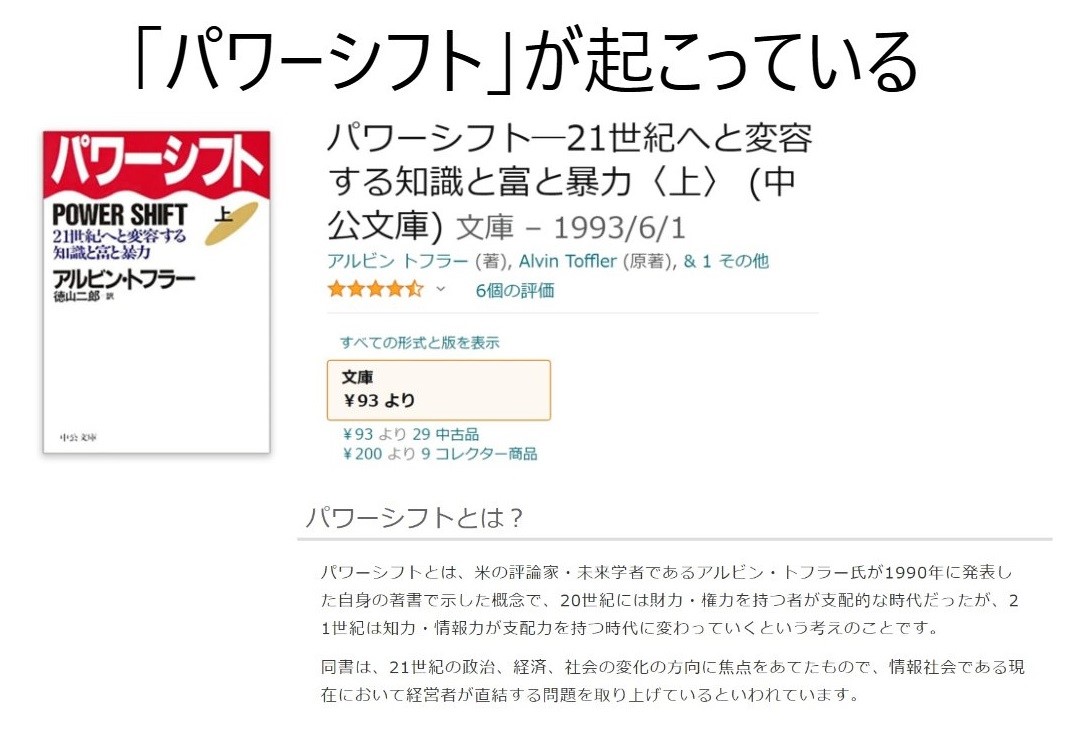 「パワーシフト」が起こっている
パワーシフト
POWER SHIFT 上
21世紀へと変容する
知識と富と暴力
アルビン・トフラー
徳山二郎 訳
中公文庫
パワーシフト―21世紀へと変容
する知識と富と暴力〈上〉 (中
公文庫) 文庫 – 1993/6/1
アルビン トフラー (著), Alvin Toffler (原著), & 1 その他
6個の評価
すべての形式と版を表示
文庫
¥93 より
¥93 より 29 中古品
¥200 より 9 コレクター商品
パワーシフトとは？
パワーシフトとは、米の評論家・未来学者であるアルビン・トフラー氏が1990年に発表し
た自身の著書で示した概念で、20世紀には財力・権力を持つ者が支配的な時代だったが、2
1世紀は知力・情報力が支配力を持つ時代に変わっていくという考えのことです。
同書は、21世紀の政治、経済、社会の変化の方向に焦点をあてたもので、情報社会である現
在において経営者が直結する問題を取り上げているといわれています。